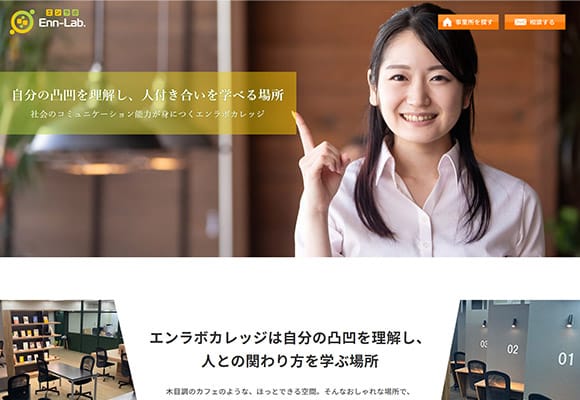 エンラボ
Enn-Lab.
事業所を探す
相談する
自分の凸凹を理解し、人付き合いを学べる場所
社会のコミュニケーション能力が身につくエンラボカレッジ
エンラボカレッジは自分の凸凹を理解し、
人との関わり方を学ぶ場所
木目調のカフェのような、ほっとできる空間。そんなおしゃれな場所で、
03
02
01